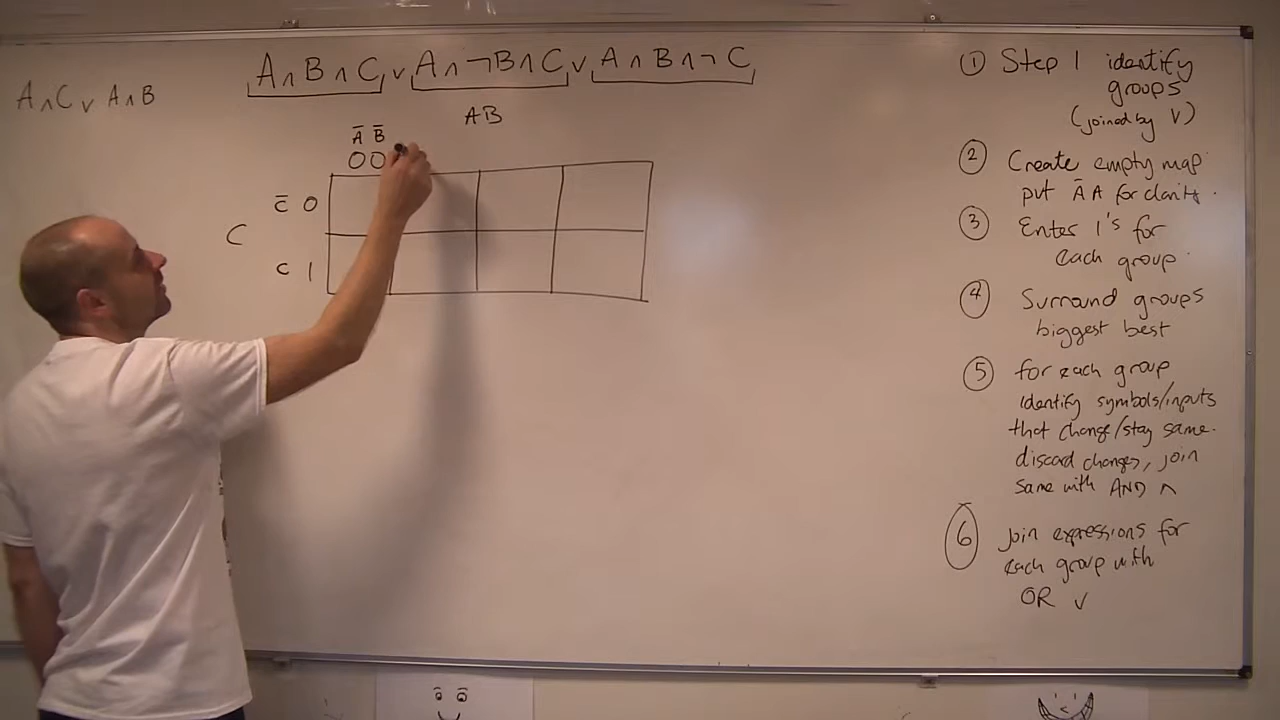 A∧B∧C ∨ A∧¬B∧C ∨ A∧B∧¬C
A∧C ∨ A∧B
AB
Ā B̄
00
C̄ 0
C
C 1
① Step 1 identify
groups
(joined by V)
② Create empty map
put Ā A for clarity.
③ Enter 1's for
each group.
④ Surround groups
biggest best
⑤ for each group
identify symbols/inputs
that change/stay same.
discard changes, join
same with AND ∧
⑥ join expressions for
each group with
OR ∨